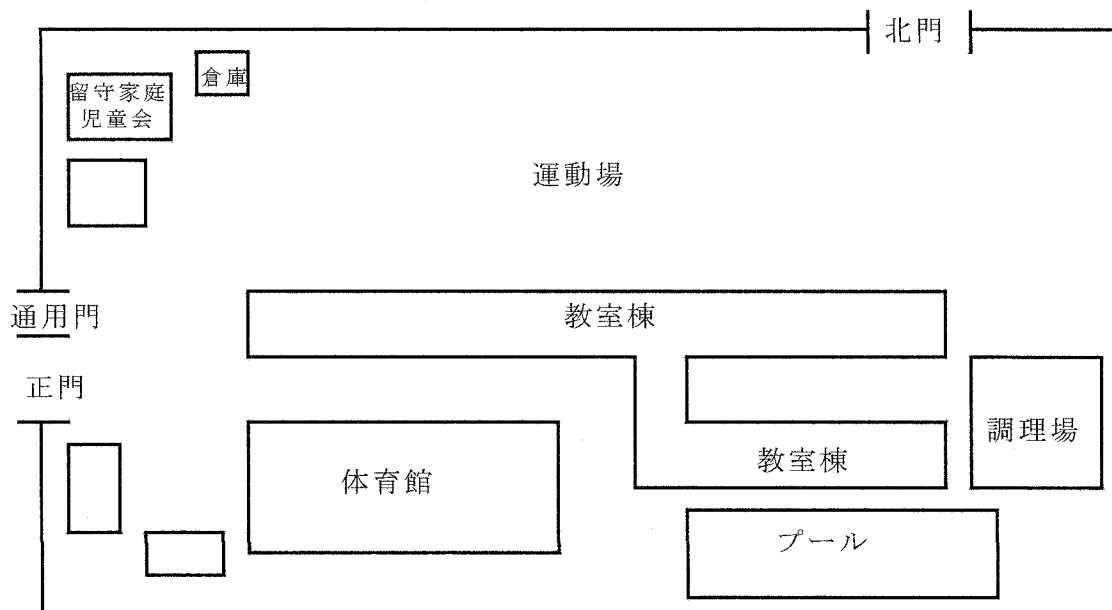 北門
倉庫
留守家庭
児童会
運動場
通用門
教室棟
正門
調理場
教室棟
体育館
プール